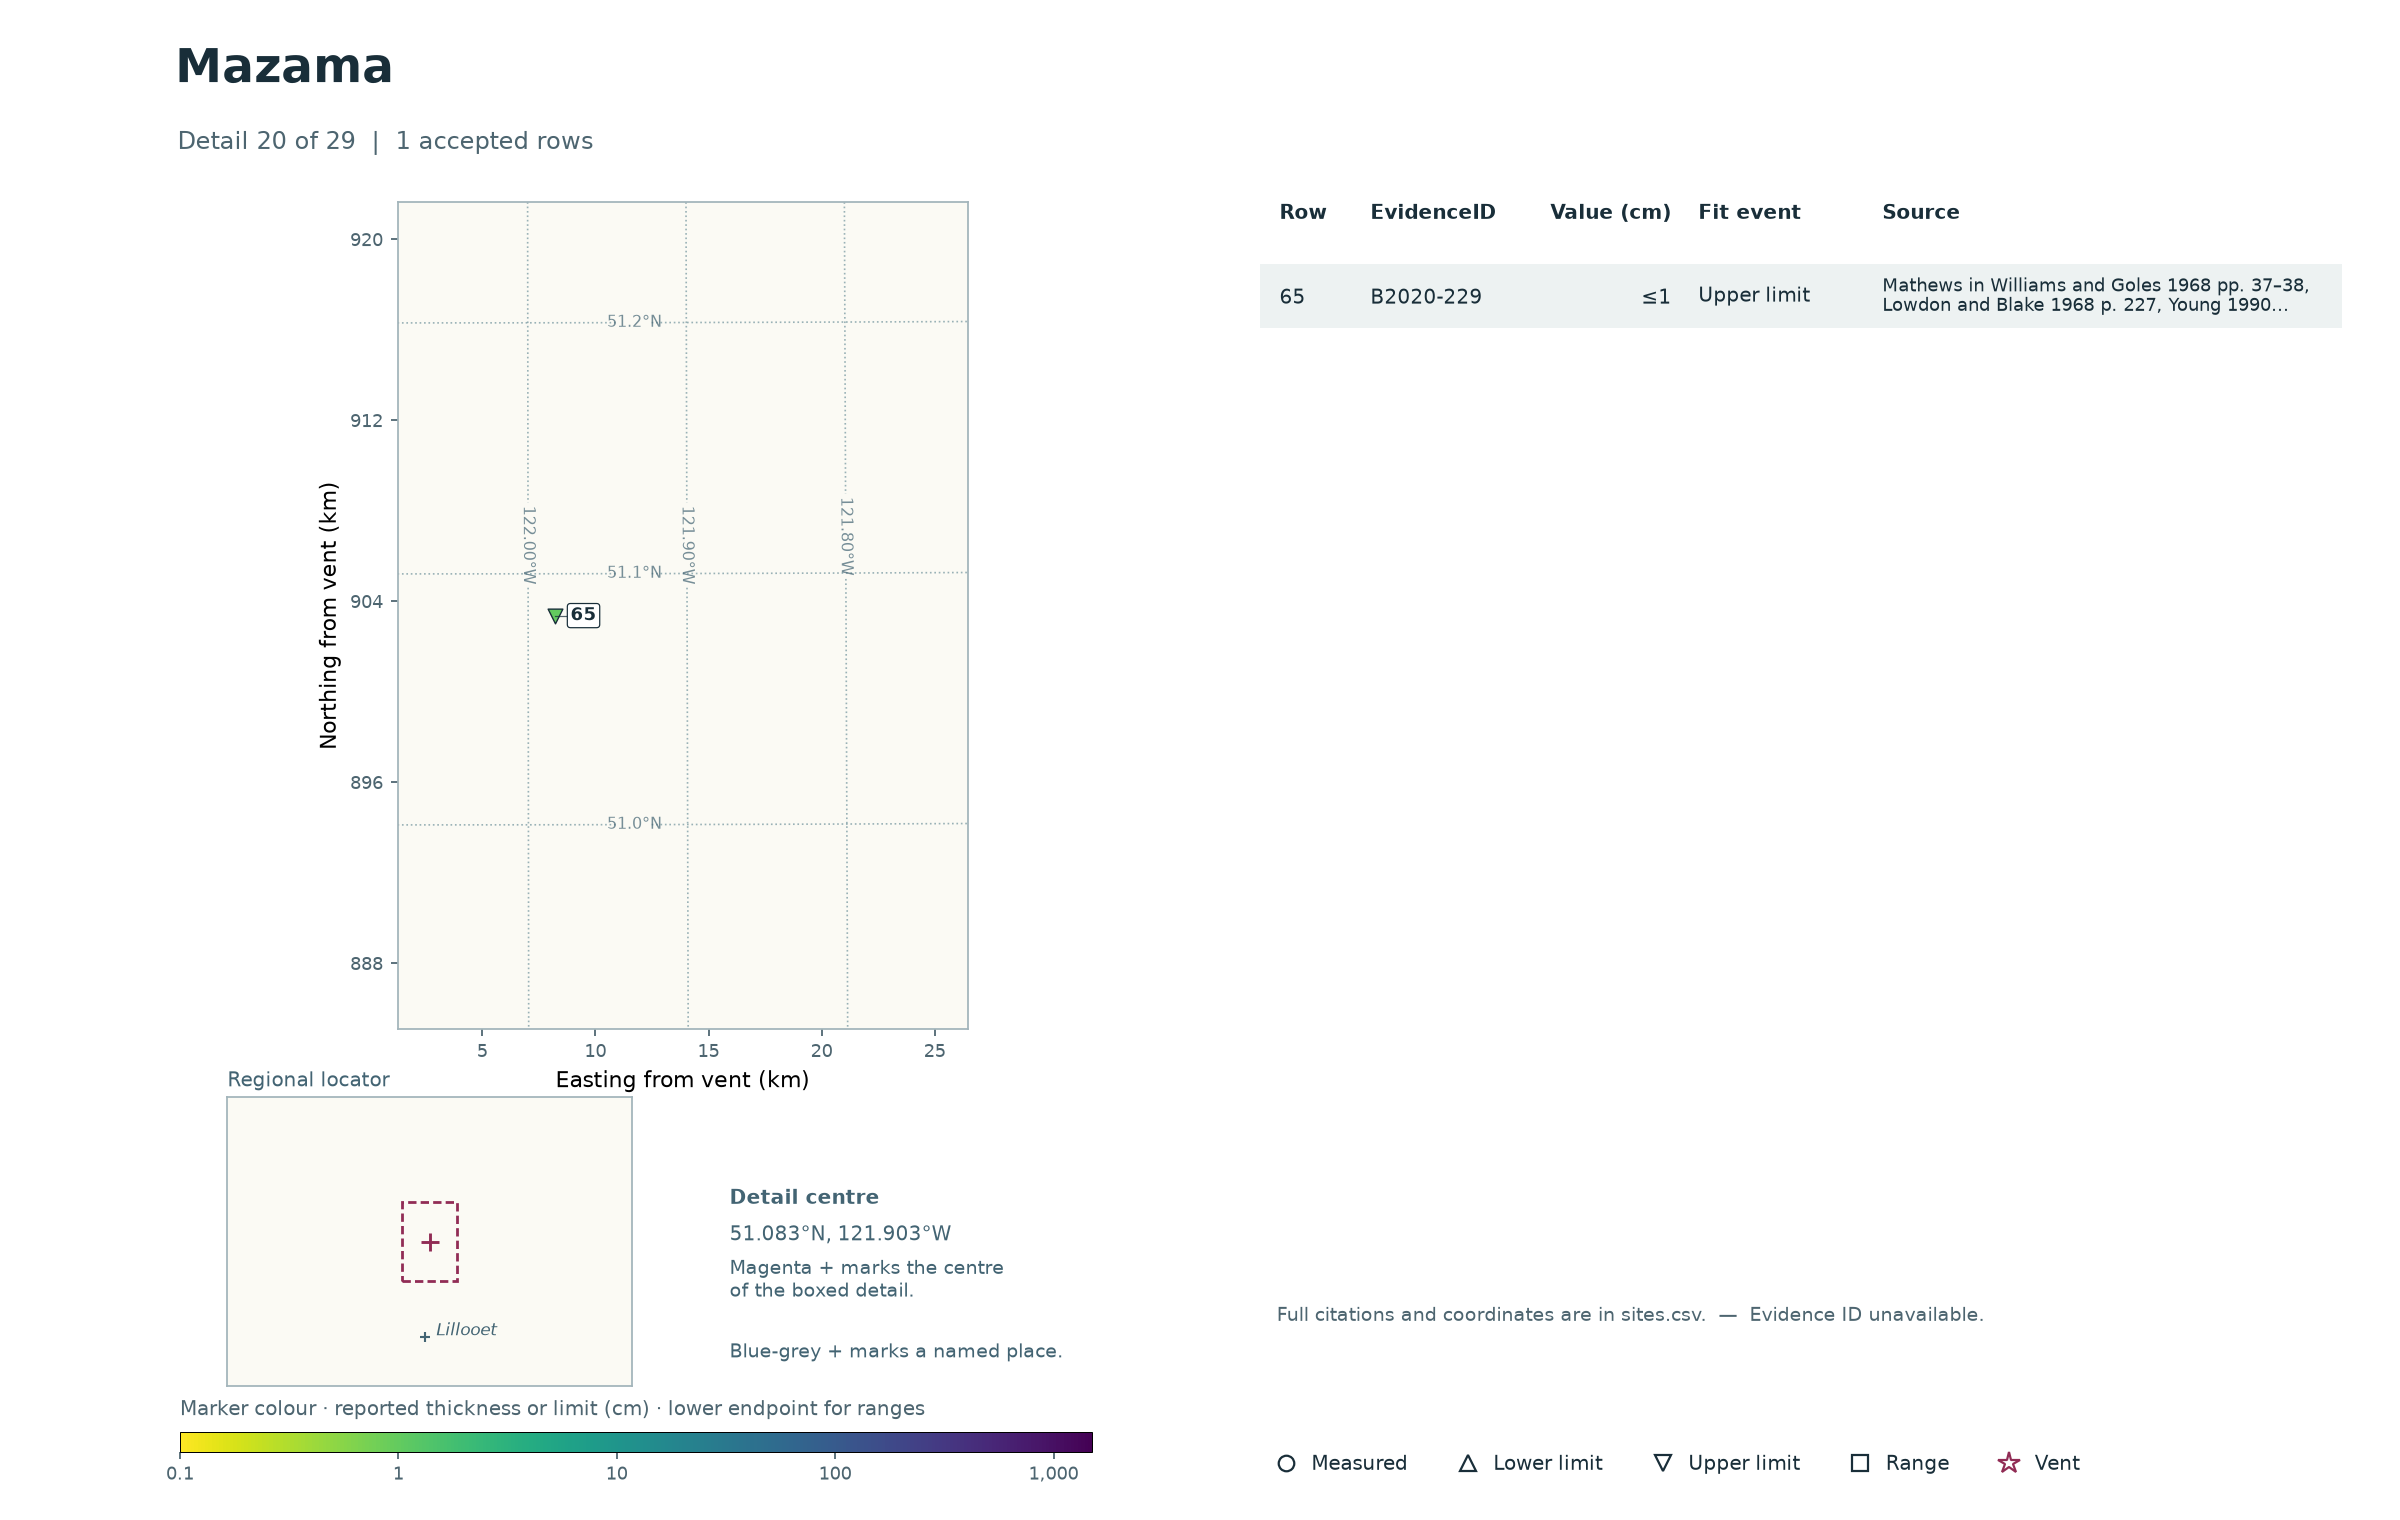 Mazama
Detail 20 of 29 | 1 accepted rows
920
912
904
896
888
Northing from vent (km)
51.2°N
51.1°N
51.0°N
122.00°W
121.90°W
121.80°W
65
5
10
15
20
25
Easting from vent (km)
Row EvidenceID Value (cm) Fit event Source
65 B2020-229 ≤1 Upper limit Mathews in Williams and Goles 1968 pp. 37–38,
Lowdon and Blake 1968 p. 227, Young 1990…
Regional locator
Lillooet
Detail centre
51.083°N, 121.903°W
Magenta + marks the centre
of the boxed detail.
Blue-grey + marks a named place.
Full citations and coordinates are in sites.csv. — Evidence ID unavailable.
Marker colour · reported thickness or limit (cm) · lower endpoint for ranges
0.1 1 10 100 1,000
Measured Lower limit Upper limit Range Vent